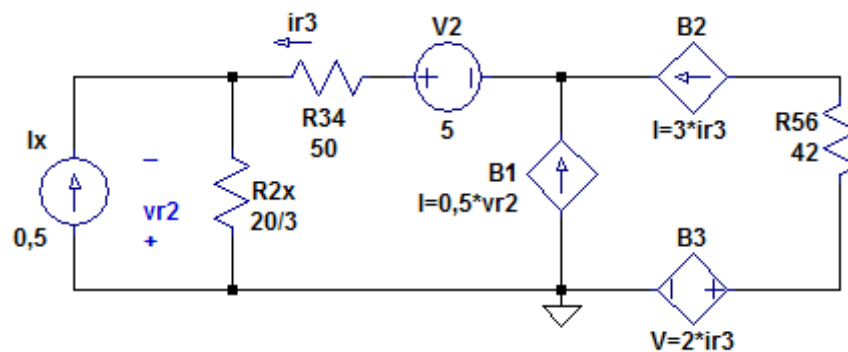 ir3
V2
B2
+
R34
50
5
I=3*ir3
R56
42
Ix
0,5
vr2
+
R2x
20/3
B1
I=0,5*vr2
B3
+
V=2*ir3